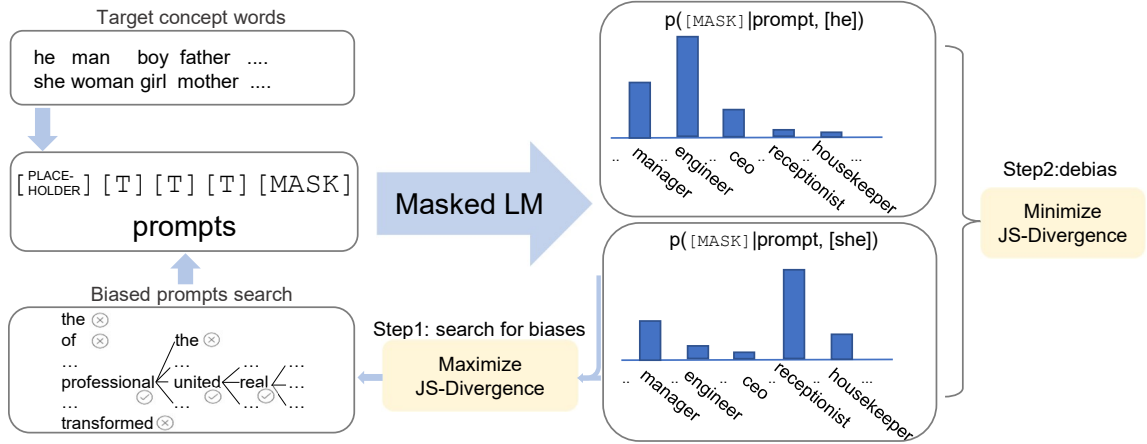 Target concept words
he man boy father ....
she woman girl mother ....
[PLACE-HOLDER] [T] [T] [T] [MASK]
prompts
Biased prompts search
the
of
the
...
... ... ...
professional united real ...
... ... ... ...
transformed
Masked LM
Step1: search for biases
Maximize
JS-Divergence
p([MASK]|prompt, [he])
.. manager .. engineer ... ceo .. receptionist .. housekeeper ...
p([MASK]|prompt, [she])
.. manager .. engineer .. ceo .. receptionist .. housekeeper ...
Step2:debias
Minimize
JS-Divergence